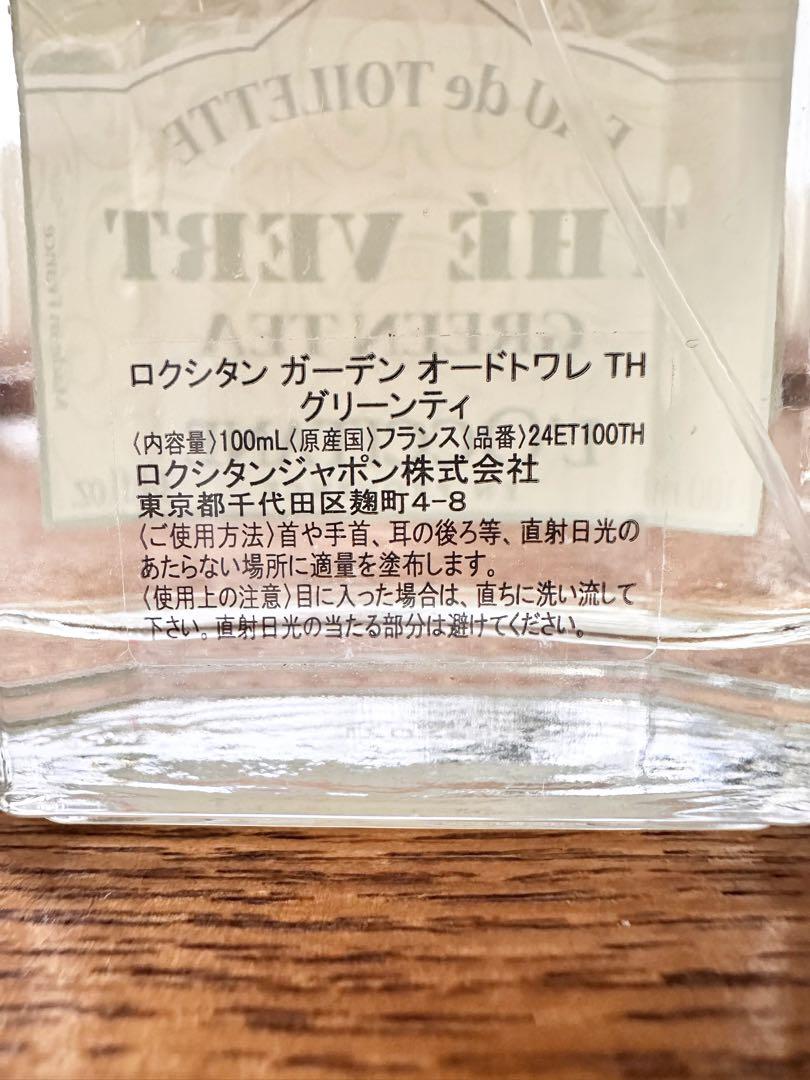 EAU de TOILETTE
THÉ VERT
GREEN TEA
Made in France
ロクシタン ガーデン オードトワレ TH
グリーンティ
〈内容量〉100mL〈原産国〉フランス〈品番〉24ET100TH
ロクシタンジャポン株式会社
東京都千代田区麹町4-8
〈ご使用方法〉首や手首、耳の後ろ等、直射日光の
あたらない場所に適量を塗布します。
〈使用上の注意〉目に入った場合は、直ちに洗い流して
下さい。直射日光の当たる部分は避けてください。